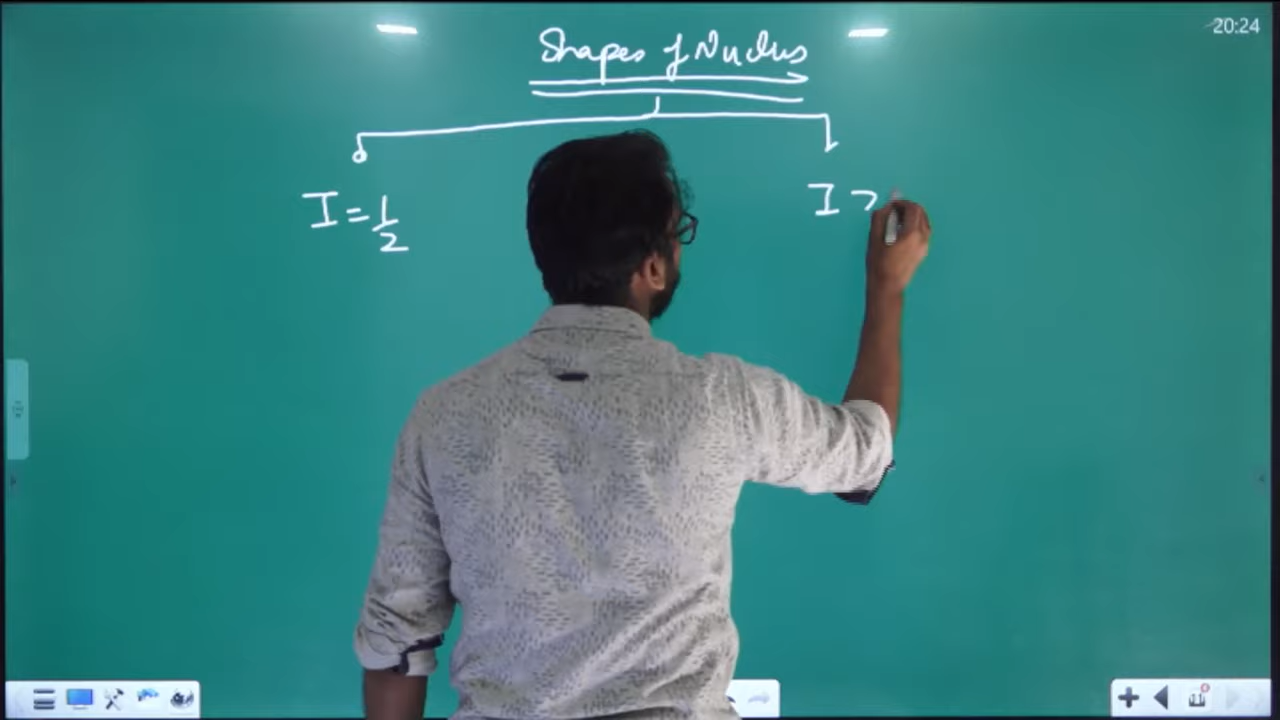 20:24
Shapes of Nucleus
I = 1/2
I >